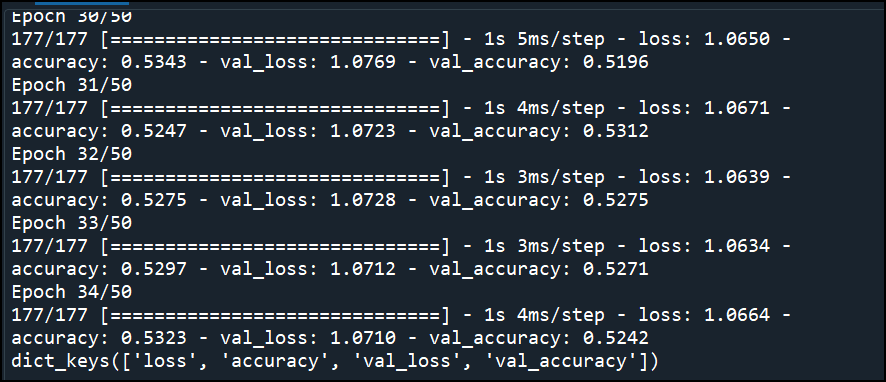 Epoch 30/50
177/177 [==============================] - 1s 5ms/step - loss: 1.0650 -
accuracy: 0.5343 - val_loss: 1.0769 - val_accuracy: 0.5196
Epoch 31/50
177/177 [==============================] - 1s 4ms/step - loss: 1.0671 -
accuracy: 0.5247 - val_loss: 1.0723 - val_accuracy: 0.5312
Epoch 32/50
177/177 [==============================] - 1s 3ms/step - loss: 1.0639 -
accuracy: 0.5275 - val_loss: 1.0728 - val_accuracy: 0.5275
Epoch 33/50
177/177 [==============================] - 1s 3ms/step - loss: 1.0634 -
accuracy: 0.5297 - val_loss: 1.0712 - val_accuracy: 0.5271
Epoch 34/50
177/177 [==============================] - 1s 4ms/step - loss: 1.0664 -
accuracy: 0.5323 - val_loss: 1.0710 - val_accuracy: 0.5242
dict_keys(['loss', 'accuracy', 'val_loss', 'val_accuracy'])